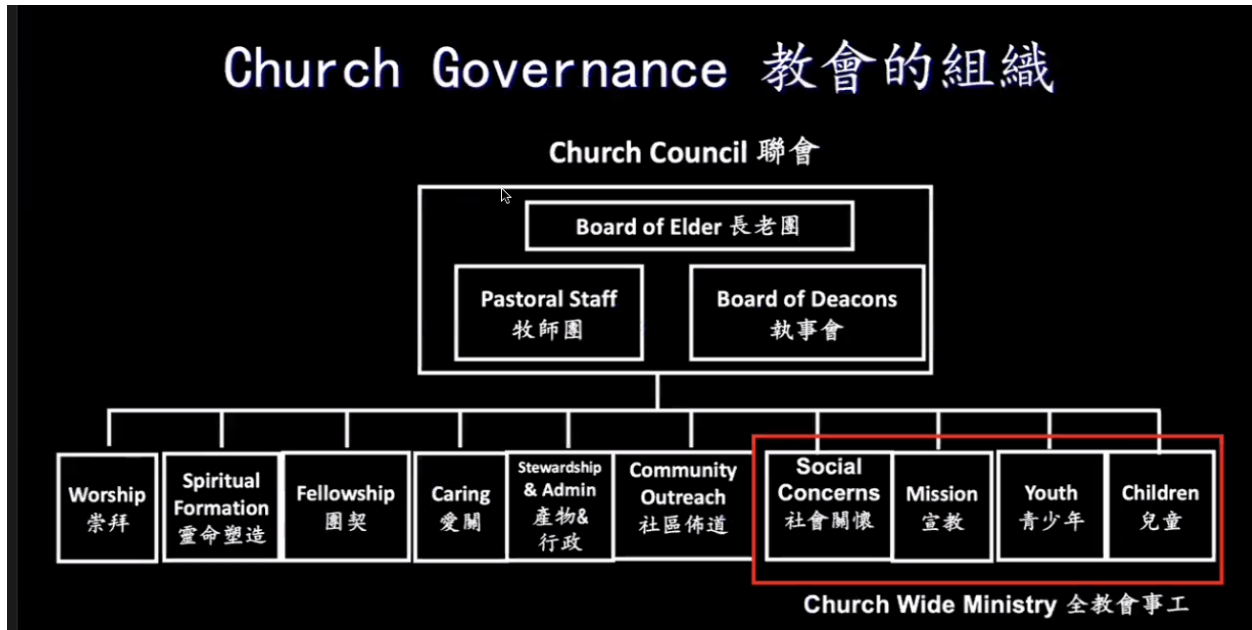 Church Governance 教會的組織
Church Council 聯會
Board of Elder 長老團
Pastoral Staff
牧師團
Board of Deacons
執事會
Worship
崇拜
Spiritual
Formation
靈命塑造
Fellowship
團契
Caring
愛關
Stewardship
& Admin
產物&
行政
Community
Outreach
社區佈道
Social
Concerns
社會關懷
Mission
宣教
Youth
青少年
Children
兒童
Church Wide Ministry 全教會事工